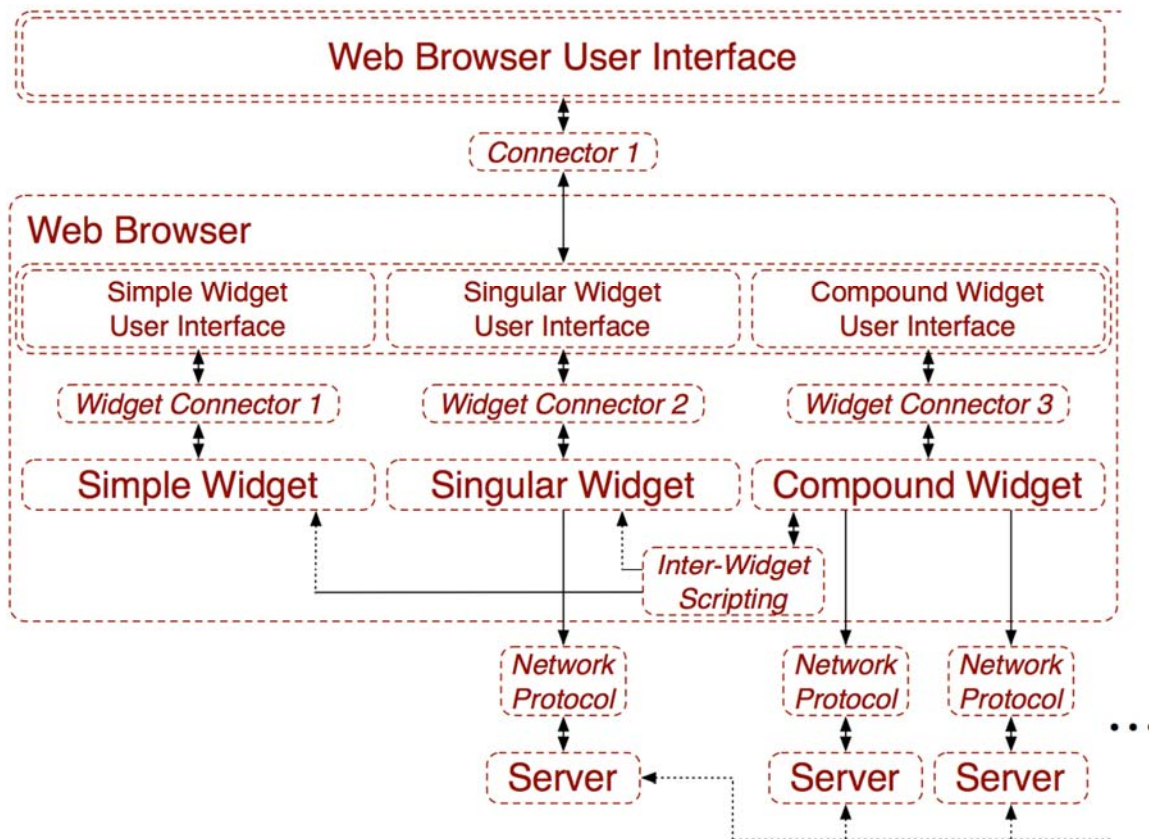 Web Browser User Interface
Connector 1
Web Browser
Simple Widget
User Interface
Singular Widget
User Interface
Compound Widget
User Interface
Widget Connector 1
Widget Connector 2
Widget Connector 3
Simple Widget
Singular Widget
Compound Widget
Inter-Widget
Scripting
Network
Protocol
Network
Protocol
Network
Protocol
...
Server
Server
Server